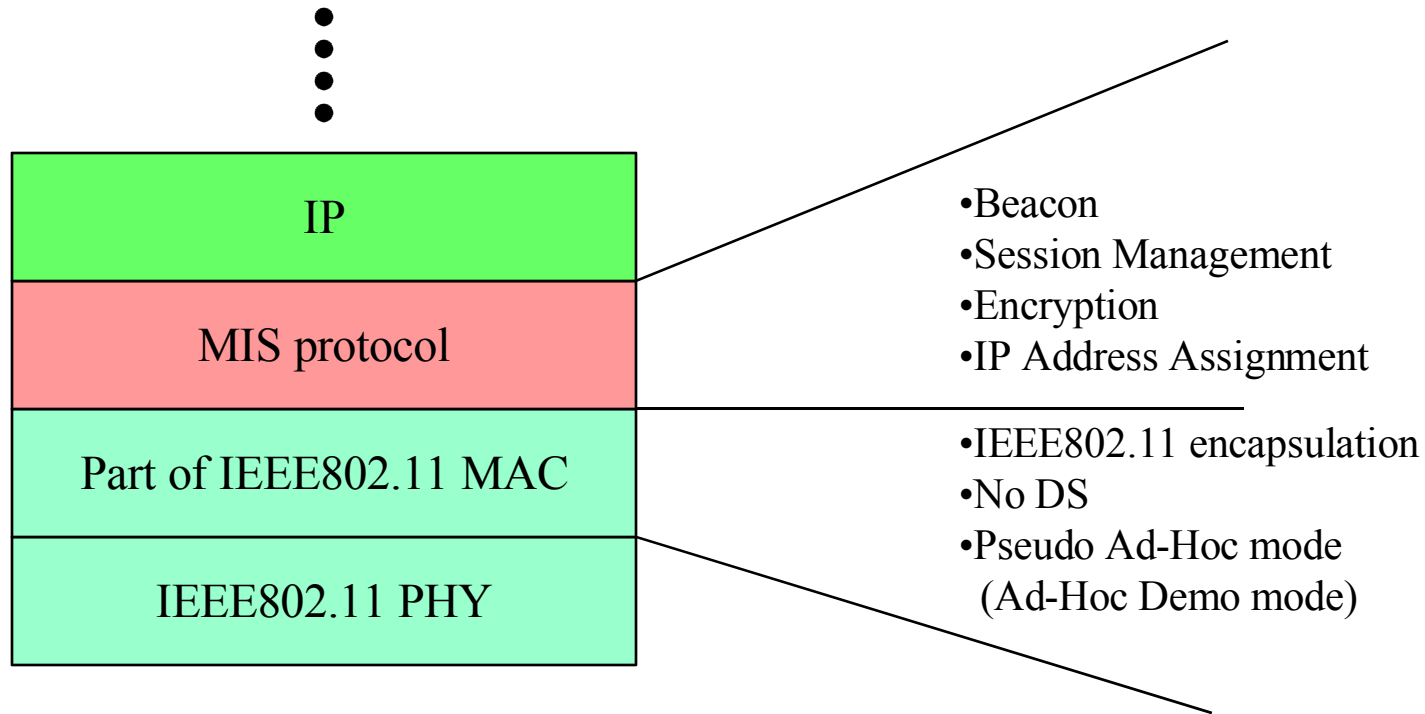 IP
MIS protocol
Part of IEEE802.11 MAC
IEEE802.11 PHY
•Beacon
•Session Management
•Encryption
•IP Address Assignment
•IEEE802.11 encapsulation
•No DS
•Pseudo Ad-Hoc mode
(Ad-Hoc Demo mode)